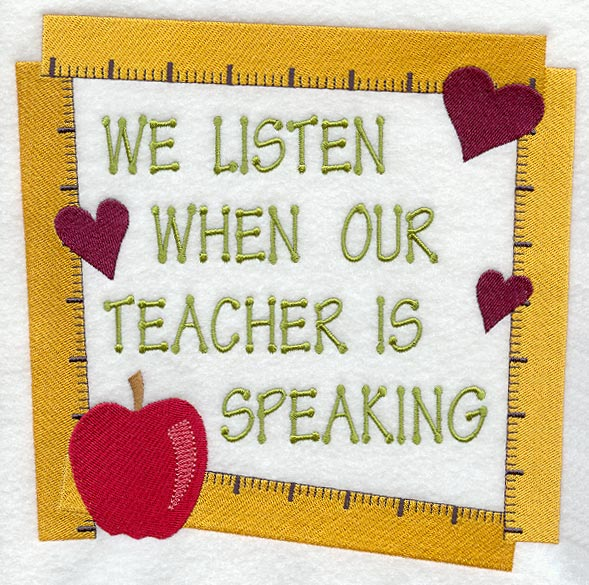 WE LISTEN
WHEN OUR
TEACHER IS
SPEAKING